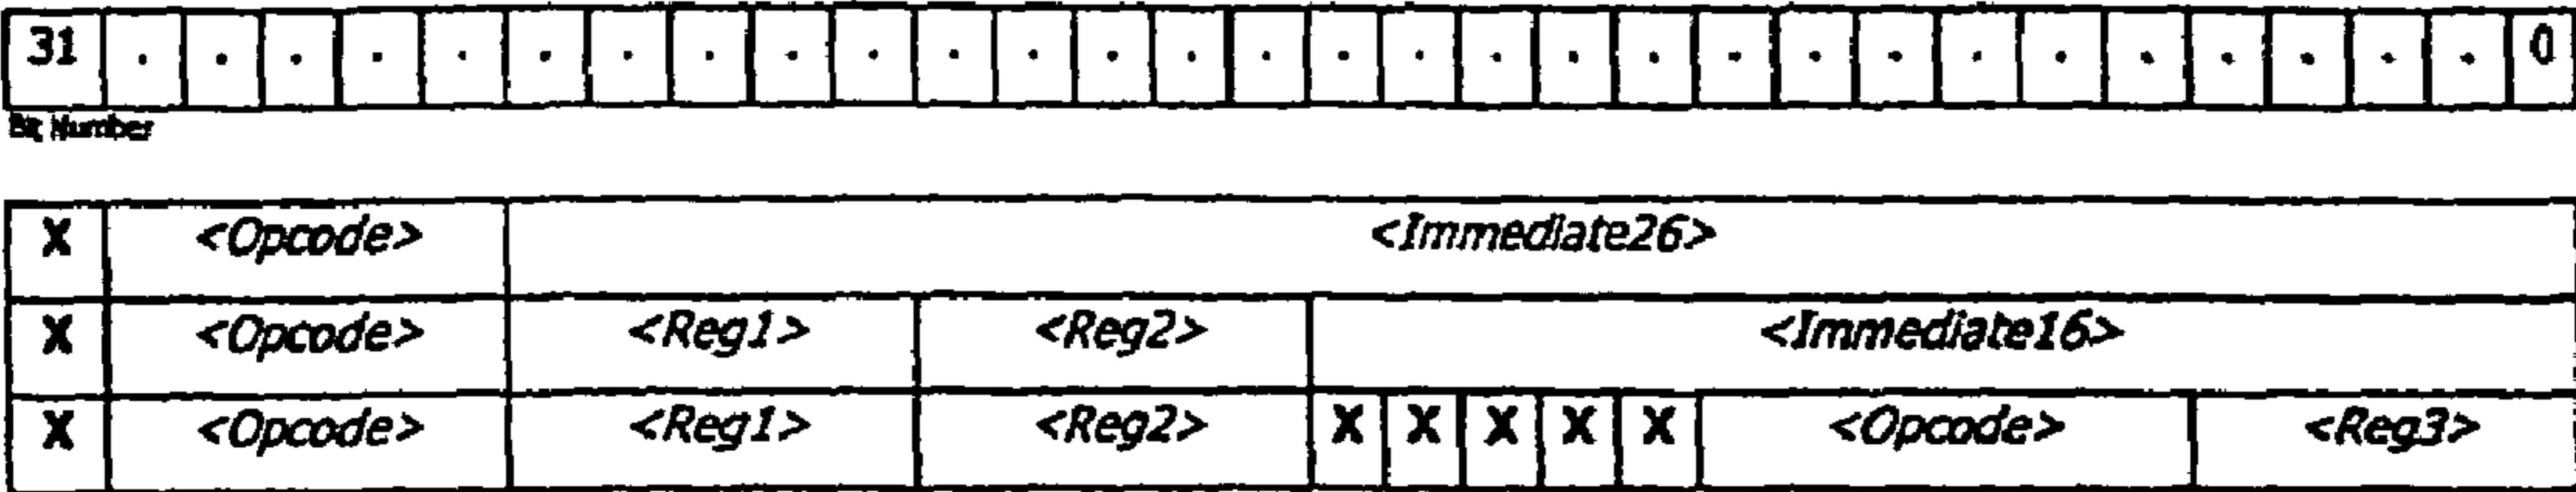 31 . . . . . . . . . . . . . . . . . . . . . . . . . . . . . . 0
Bit Number
X <Opcode> <Immediate26>
X <Opcode> <Reg1> <Reg2> <Immediate16>
X <Opcode> <Reg1> <Reg2> X X X X X <Opcode> <Reg3>